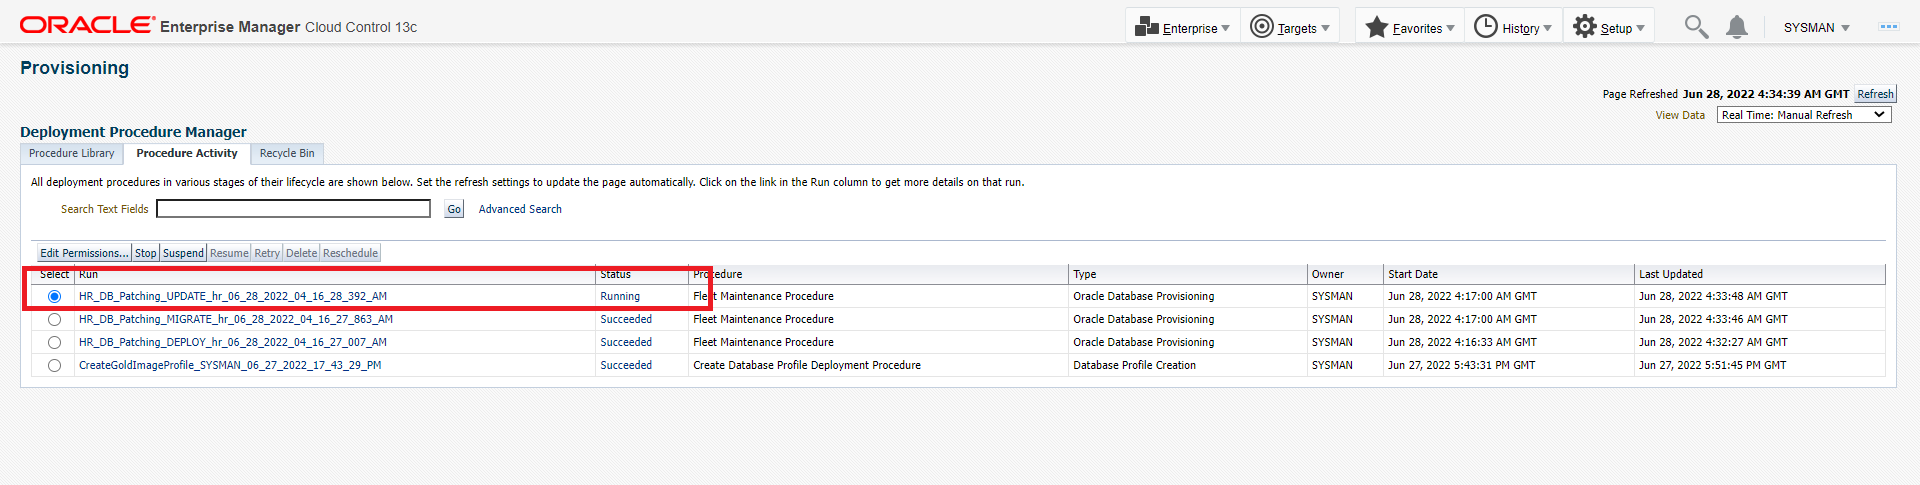 ORACLE Enterprise Manager Cloud Control 13c Enterprise Targets Favorites History Setup SYSMAN
Provisioning
Page Refreshed Jun 28, 2022 4:34:39 AM GMT Refresh
View Data Real Time: Manual Refresh
Deployment Procedure Manager
Procedure Library Procedure Activity Recycle Bin
All deployment procedures in various stages of their lifecycle are shown below. Set the refresh settings to update the page automatically. Click on the link in the Run column to get more details on that run.
Search Text Fields Go Advanced Search
Edit Permissions... Stop Suspend Resume Retry Delete Reschedule
Select Run Status Procedure Type Owner Start Date Last Updated
HR_DB_Patching_UPDATE_hr_06_28_2022_04_16_28_392_AM Running Fleet Maintenance Procedure Oracle Database Provisioning SYSMAN Jun 28, 2022 4:17:00 AM GMT Jun 28, 2022 4:33:48 AM GMT
HR_DB_Patching_MIGRATE_hr_06_28_2022_04_16_27_863_AM Succeeded Fleet Maintenance Procedure Oracle Database Provisioning SYSMAN Jun 28, 2022 4:17:00 AM GMT Jun 28, 2022 4:33:46 AM GMT
HR_DB_Patching_DEPLOY_hr_06_28_2022_04_16_27_007_AM Succeeded Fleet Maintenance Procedure Oracle Database Provisioning SYSMAN Jun 28, 2022 4:16:33 AM GMT Jun 28, 2022 4:32:27 AM GMT
CreateGoldImageProfile_SYSMAN_06_27_2022_17_43_29_PM Succeeded Create Database Profile Deployment Procedure Database Profile Creation SYSMAN Jun 27, 2022 5:43:31 PM GMT Jun 27, 2022 5:51:45 PM GMT